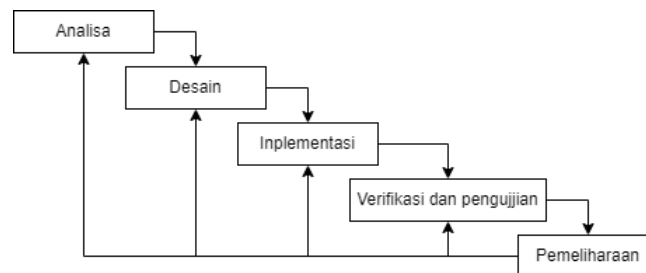 Analisa
Desain
Inplementasi
Verifikasi dan pengujjian
Pemeliharaan